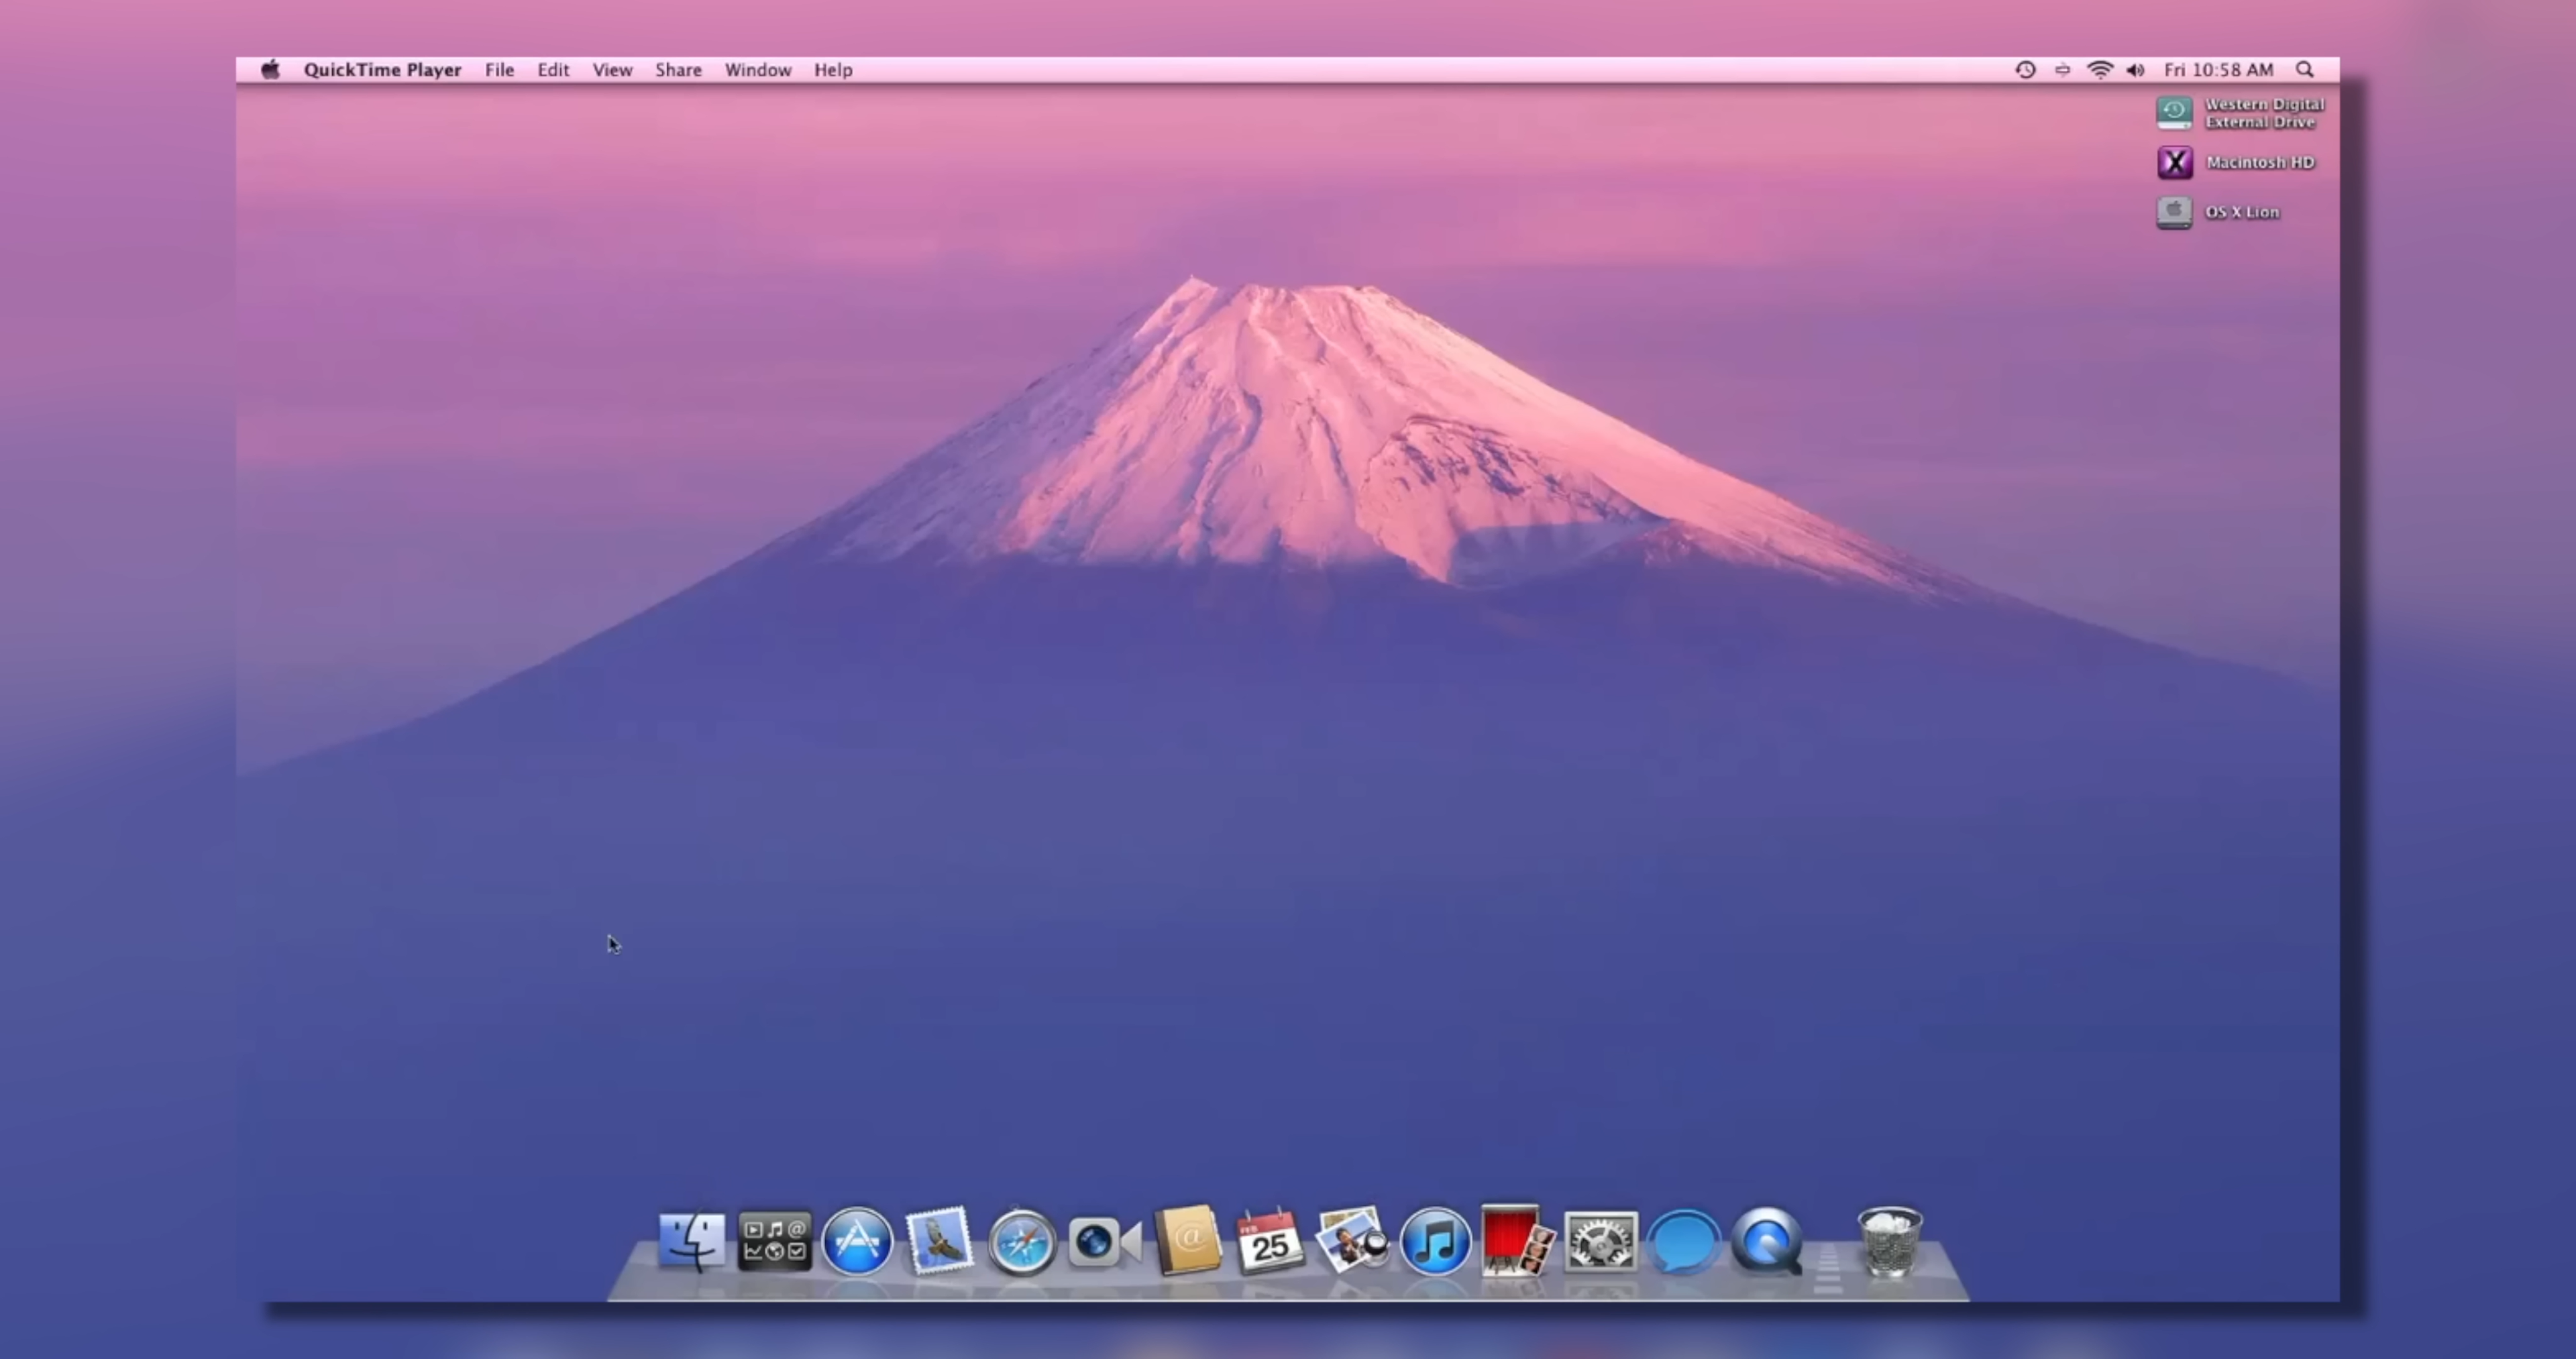 QuickTime Player File Edit View Share Window Help Fri 10:58 AM
Western Digital
External Drive
Macintosh HD
OS X Lion
FEB
25